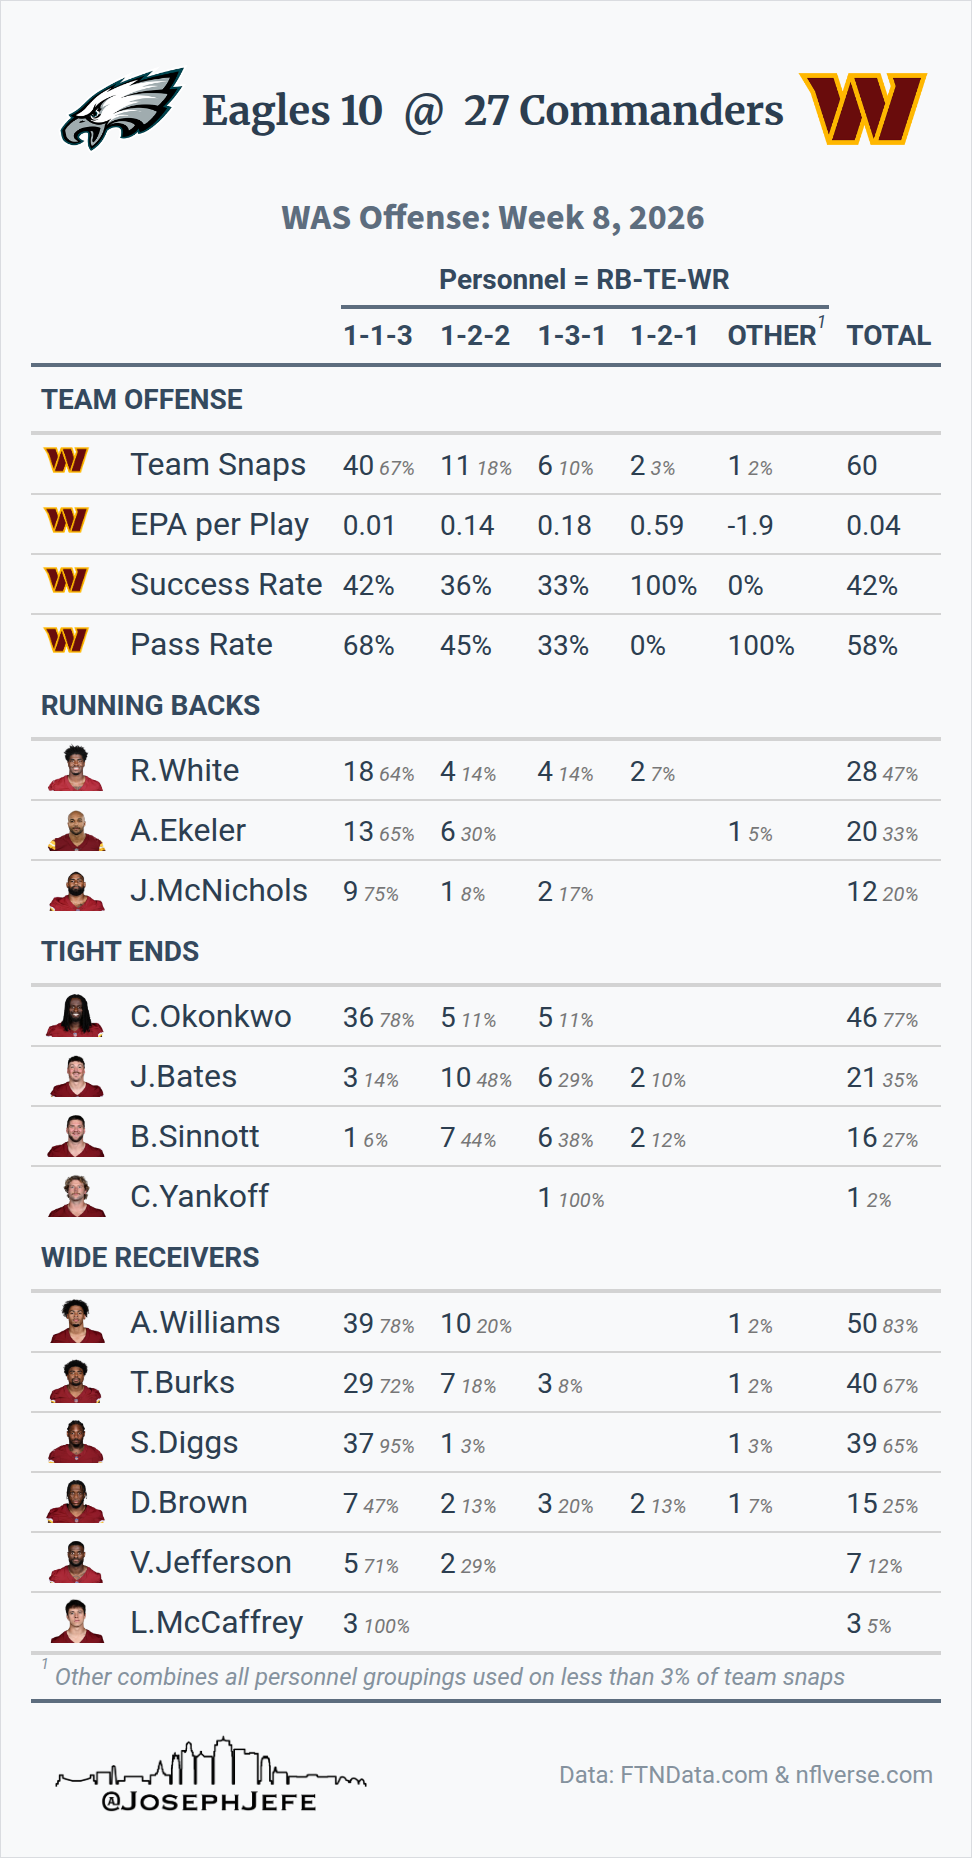 Eagles 10 @ 27 Commanders
WAS Offense: Week 8, 2026
Personnel = RB-TE-WR
1-1-3 1-2-2 1-3-1 1-2-1 OTHER1 TOTAL
TEAM OFFENSE
Team Snaps 40 67% 11 18% 6 10% 2 3% 1 2% 60
EPA per Play 0.01 0.14 0.18 0.59 -1.9 0.04
Success Rate 42% 36% 33% 100% 0% 42%
Pass Rate 68% 45% 33% 0% 100% 58%
RUNNING BACKS
R.White 18 64% 4 14% 4 14% 2 7% 28 47%
A.Ekeler 13 65% 6 30% 1 5% 20 33%
J.McNichols 9 75% 1 8% 2 17% 12 20%
TIGHT ENDS
C.Okonkwo 36 78% 5 11% 5 11% 46 77%
J.Bates 3 14% 10 48% 6 29% 2 10% 21 35%
B.Sinnott 1 6% 7 44% 6 38% 2 12% 16 27%
C.Yankoff 1 100% 1 2%
WIDE RECEIVERS
A.Williams 39 78% 10 20% 1 2% 50 83%
T.Burks 29 72% 7 18% 3 8% 1 2% 40 67%
S.Diggs 37 95% 1 3% 1 3% 39 65%
D.Brown 7 47% 2 13% 3 20% 2 13% 1 7% 15 25%
V.Jefferson 5 71% 2 29% 7 12%
L.McCaffrey 3 100% 3 5%
1 Other combines all personnel groupings used on less than 3% of team snaps
@JosephJefe
Data: FTNData.com & nflverse.com